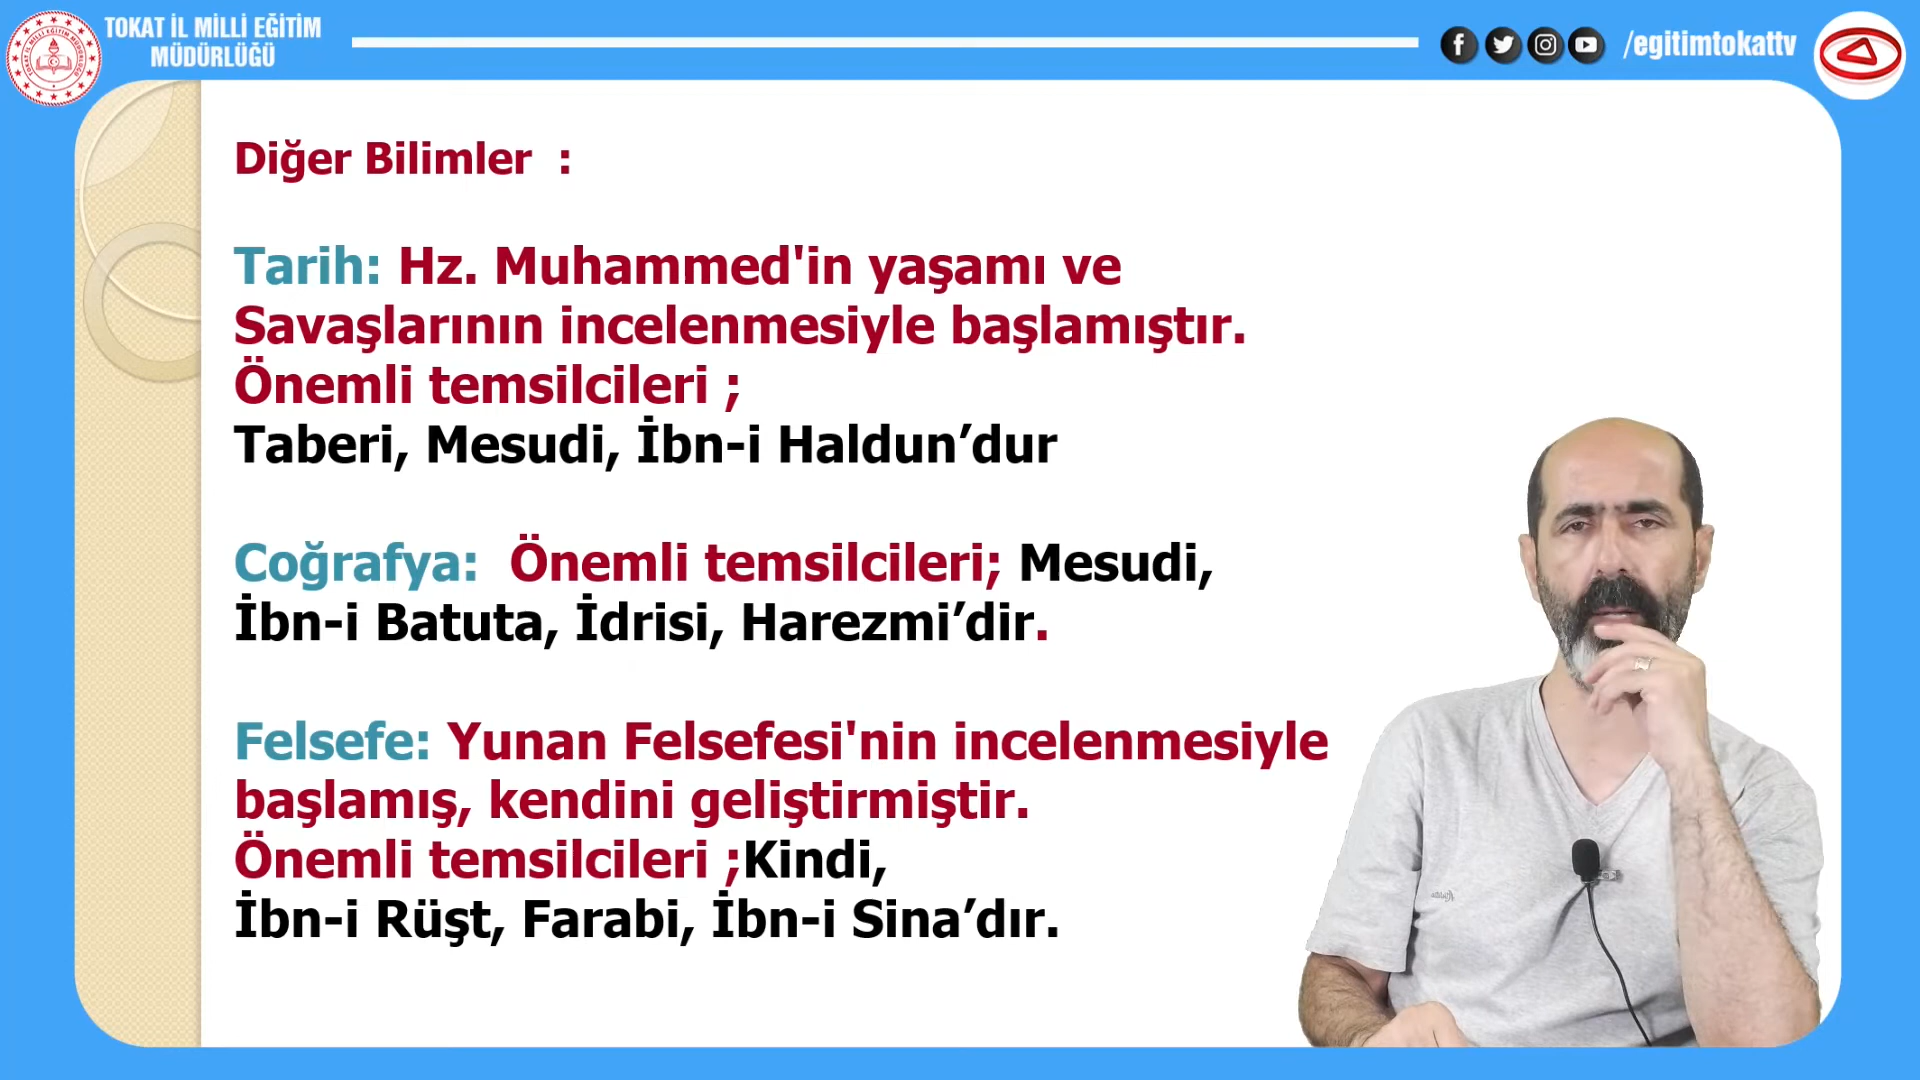 TOKAT İL MİLLİ EĞİTİM
MÜDÜRLÜĞÜ
/egitimtokattv
Diğer Bilimler :
Tarih: Hz. Muhammed'in yaşamı ve
Savaşlarının incelenmesiyle başlamıştır.
Önemli temsilcileri ;
Taberi, Mesudi, İbn-i Haldun’dur
Coğrafya: Önemli temsilcileri; Mesudi,
İbn-i Batuta, İdrisi, Harezmi’dir.
Felsefe: Yunan Felsefesi'nin incelenmesiyle
başlamış, kendini geliştirmiştir.
Önemli temsilcileri ;Kindi,
İbn-i Rüşt, Farabi, İbn-i Sina’dır.